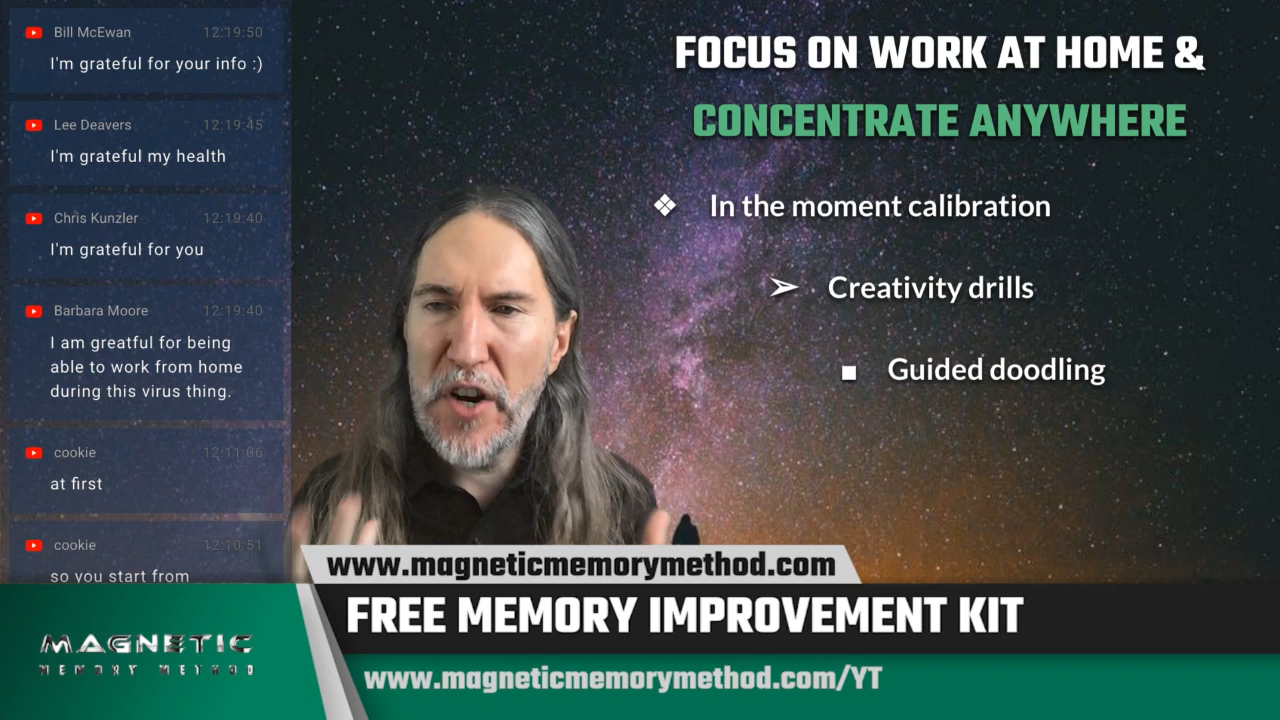 Bill McEwan 12:19:50
I'm grateful for your info :)
Lee Deavers 12:19:45
I'm grateful my health
Chris Kunzler 12:19:40
I'm grateful for you
Barbara Moore 12:19:40
I am greatful for being
able to work from home
during this virus thing.
cookie 12:11:06
at first
cookie 12:10:51
so you start from
FOCUS ON WORK AT HOME &
CONCENTRATE ANYWHERE
❖ In the moment calibration
➢ Creativity drills
▪ Guided doodling
www.magneticmemorymethod.com
FREE MEMORY IMPROVEMENT KIT
www.magneticmemorymethod.com/YT
MAGNETIC
MEMORY METHOD